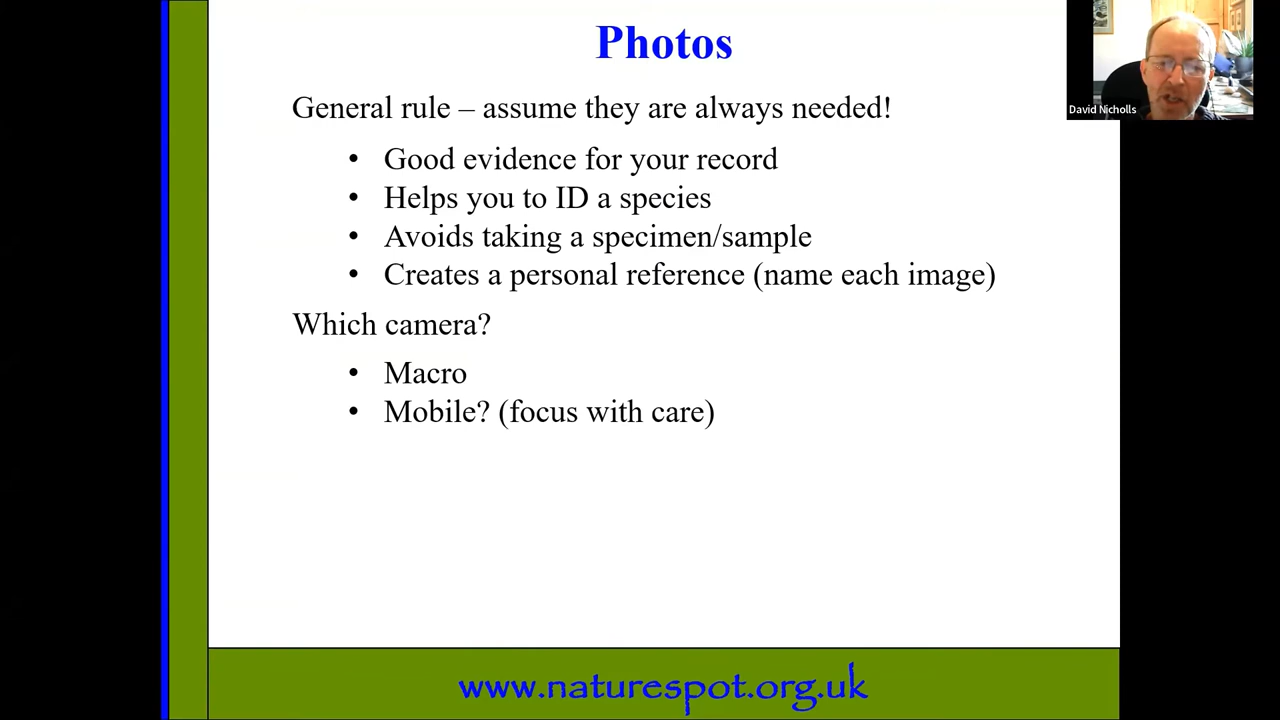 Photos
General rule – assume they are always needed!
• Good evidence for your record
• Helps you to ID a species
• Avoids taking a specimen/sample
• Creates a personal reference (name each image)
Which camera?
• Macro
• Mobile? (focus with care)
www.naturespot.org.uk
David Nicholls